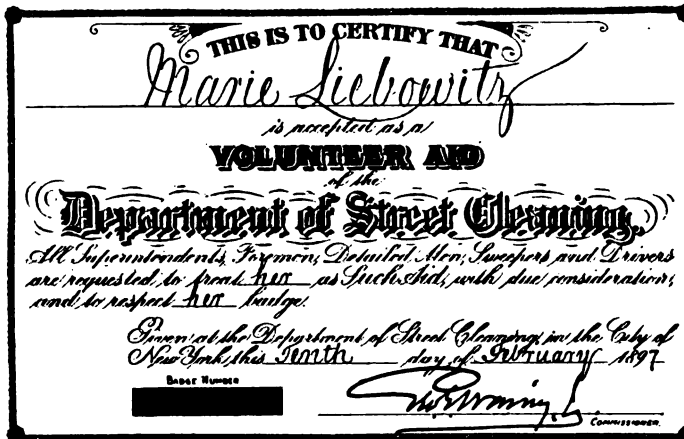 THIS IS TO CERTIFY THAT
Marie Liebowitz
is accepted as a
VOLUNTEER AID
of the
Department of Street Cleaning.
All Superintendents, Foremen, Detailed Men, Sweepers and Drivers
are requested to treat her as Such Aid, with due consideration,
and to respect her badge.
Given at the Department of Street Cleaning in the City of
New York, this Tenth day of February 1897
BADGE NUMBER
Geo. E. Waring, Jr.
COMMISSIONER.